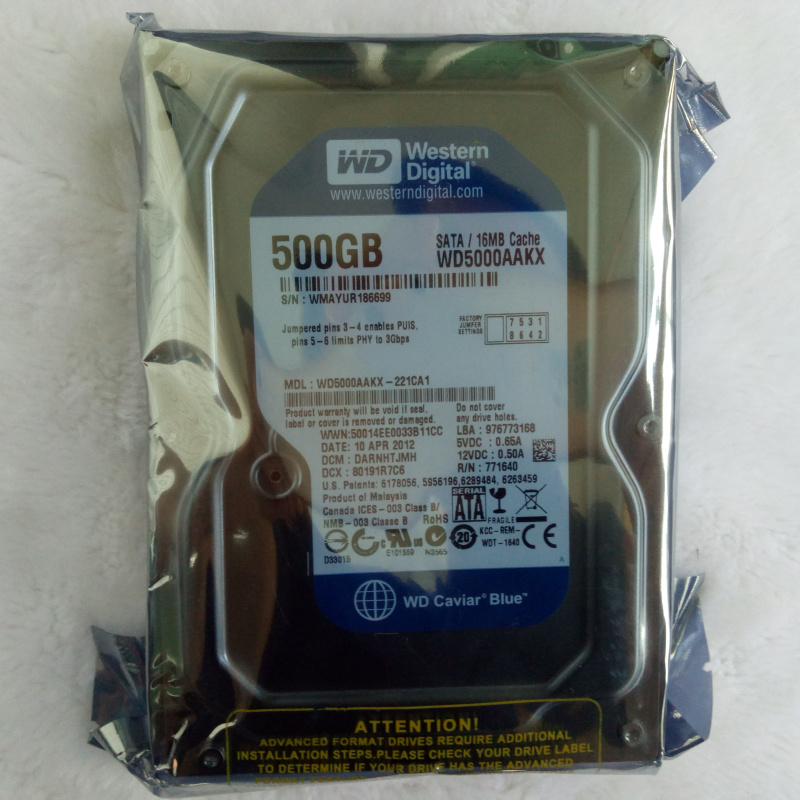 WD Western Digital®
www.westerndigital.com
500GB
SATA / 16MB Cache
WD5000AAKX
S/N : WMAYUR186699
Jumpered pins 3-4 enables PUIS,
pins 5-6 limits PHY to 3Gbps
FACTORY JUMPER SETTINGS
7 5 3 1
8 6 4 2
MDL : WD5000AAKX-221CA1
Product warranty will be void if seal,
label or cover is removed or damaged.
Do not cover
any drive holes.
WWN:50014EE0033B11CC
LBA : 976773168
DATE: 10 APR 2012
5VDC : 0.65A
DCM : DARNHTJMH
12VDC : 0.50A
DCX : 80191R7C6
R/N : 771640
U.S. Patents: 6178056, 5956196,6289484, 6263459
Product of Malaysia
Canada ICES-003 Class B/
NMB-003 Classe B
RoHS
SERIAL
ATA
FRAGILE
20
KCC-REM-
WDT-1640
CE
D33015
E101559
N3565
A
WD Caviar® Blue™
ATTENTION!
ADVANCED FORMAT DRIVES REQUIRE ADDITIONAL
INSTALLATION STEPS.PLEASE CHECK YOUR DRIVE LABEL
TO DETERMINE IF YOUR DRIVE HAS THE ADVANCED